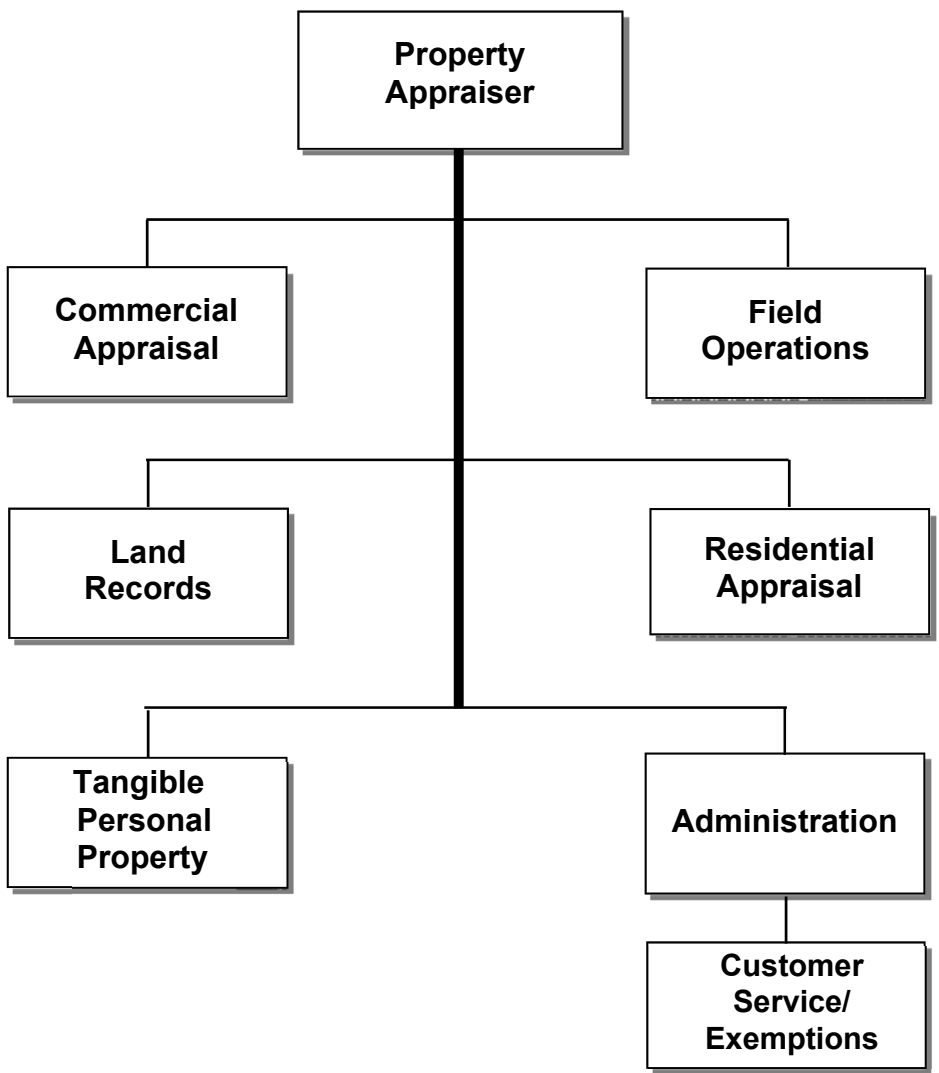 Property
Appraiser
Commercial
Appraisal
Field
Operations
Land
Records
Residential
Appraisal
Tangible
Personal
Property
Administration
Customer
Service/
Exemptions